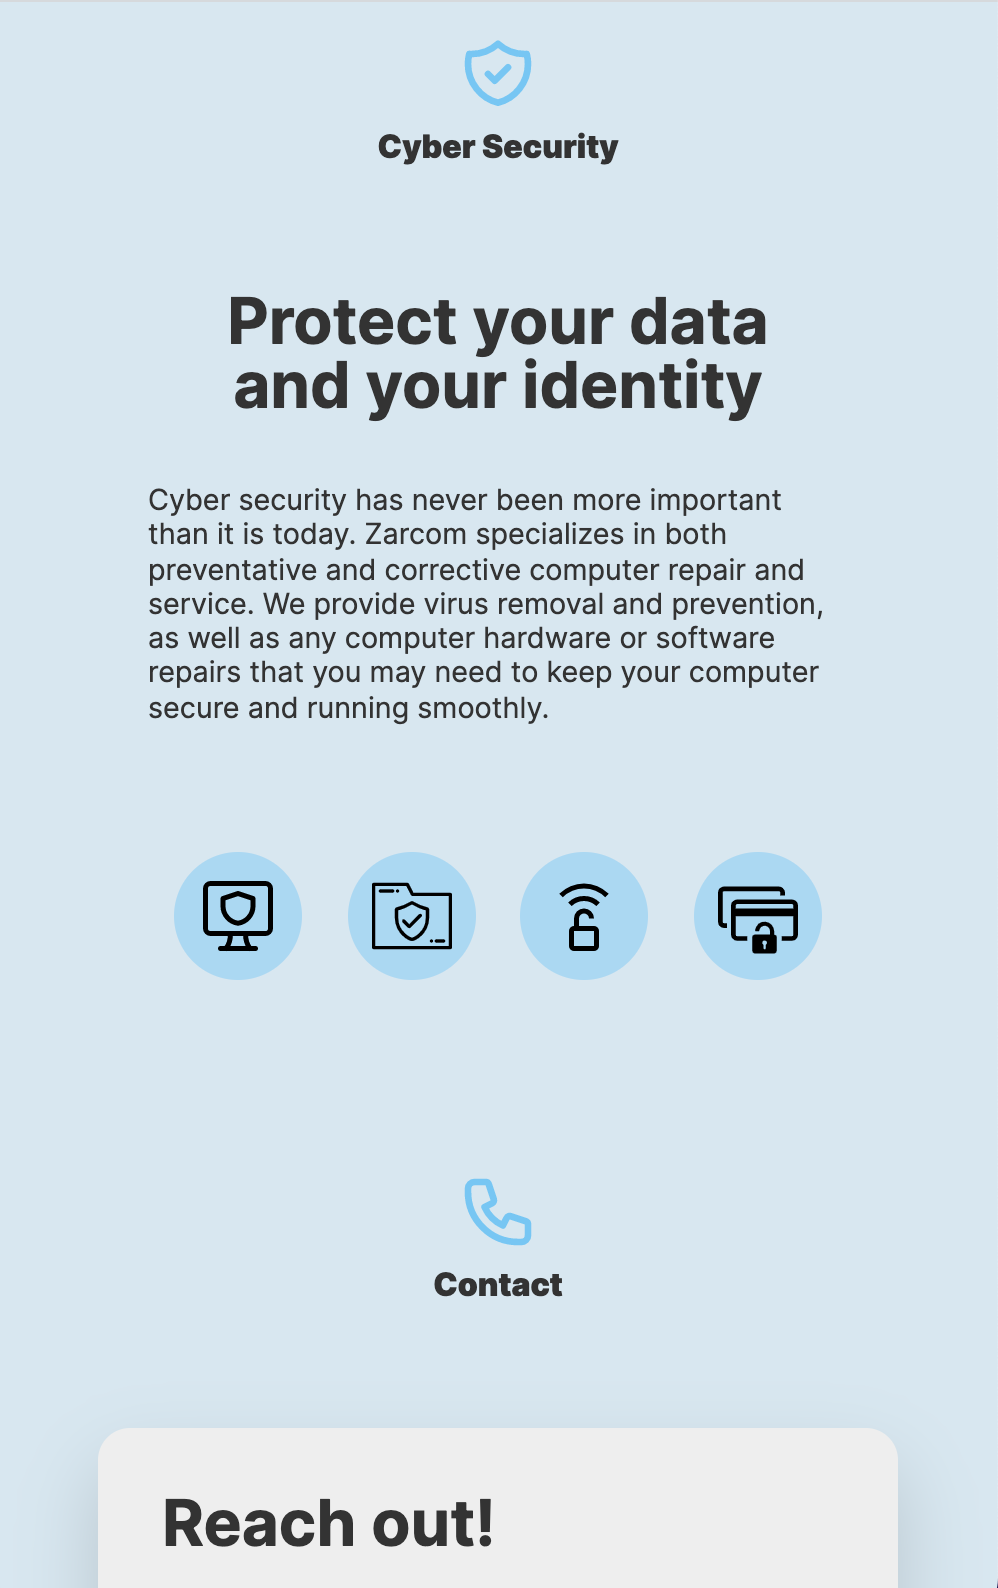 Cyber Security
Protect your data
and your identity
Cyber security has never been more important
than it is today. Zarcom specializes in both
preventative and corrective computer repair and
service. We provide virus removal and prevention,
as well as any computer hardware or software
repairs that you may need to keep your computer
secure and running smoothly.
Contact
Reach out!